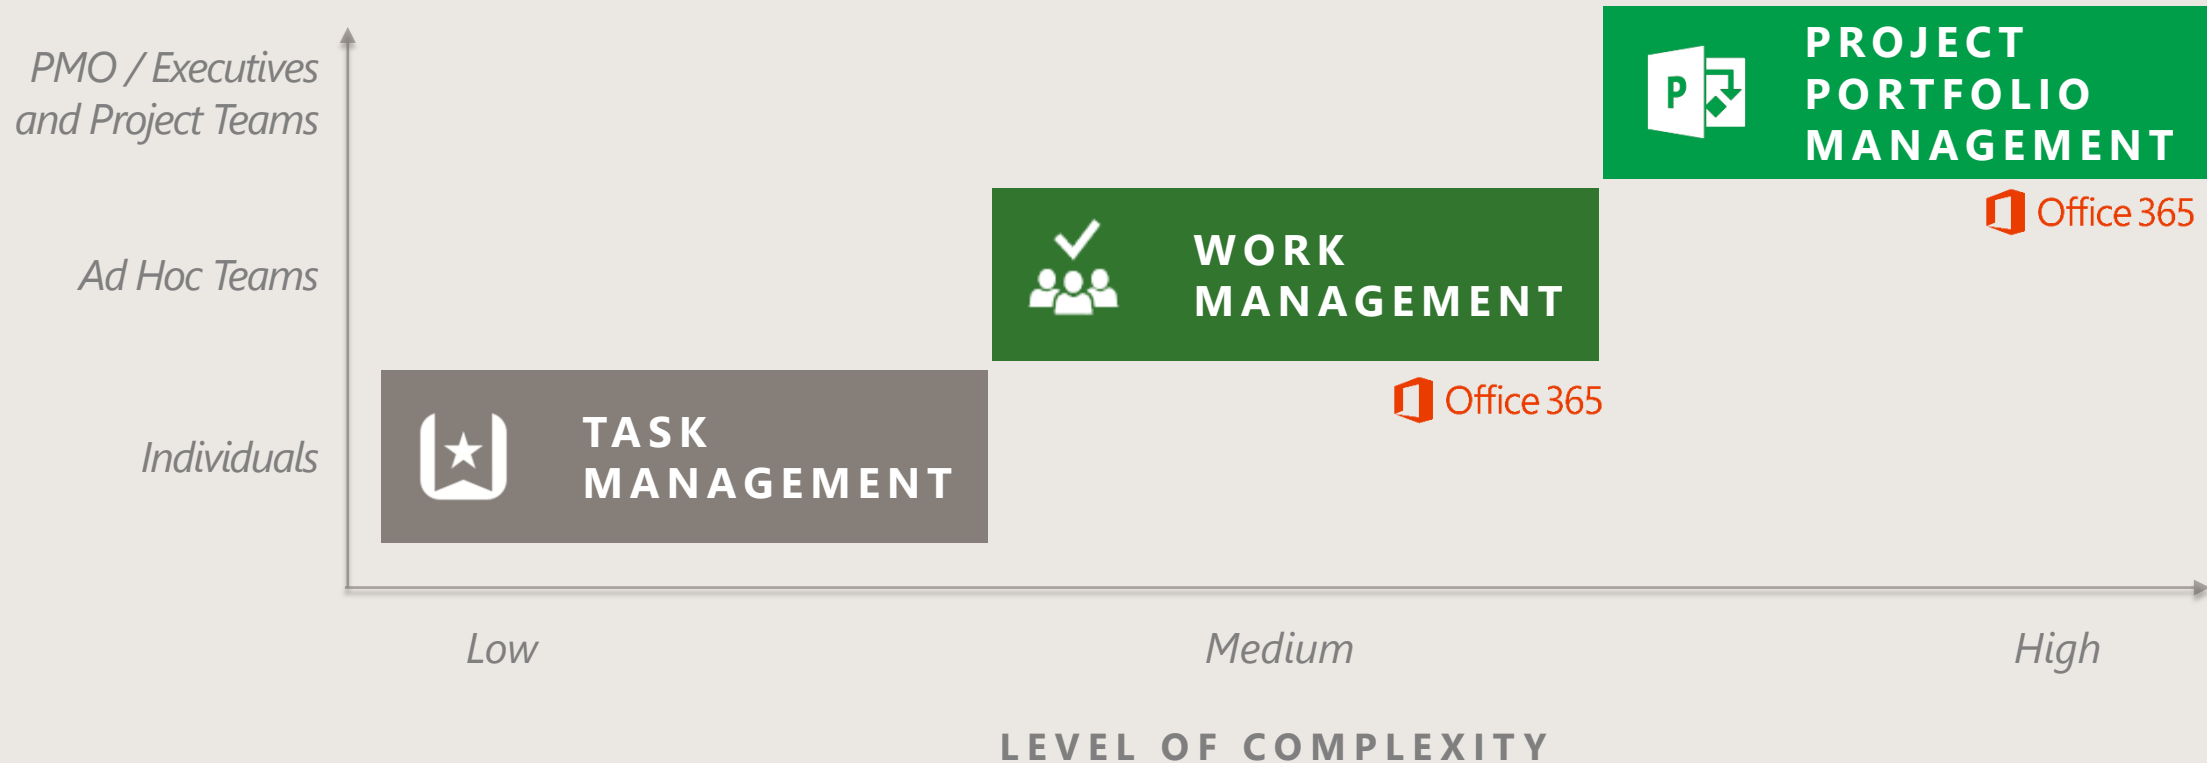 PMO / Executives
and Project Teams
P
PROJECT
PORTFOLIO
MANAGEMENT
Office 365
Ad Hoc Teams
WORK
MANAGEMENT
Office 365
Individuals
TASK
MANAGEMENT
Low
Medium
High
LEVEL OF COMPLEXITY